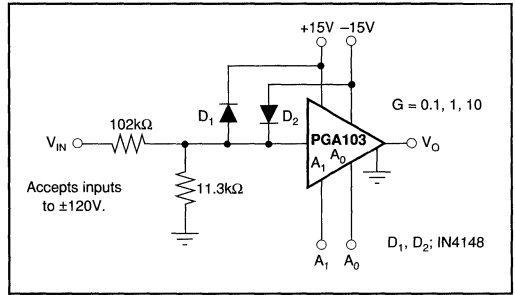 +15V
–15V
D1
D2
G = 0.1, 1, 10
102kΩ
VIN
PGA103
A1
A0
VO
Accepts inputs
to ±120V.
11.3kΩ
D1, D2; IN4148
A1
A0